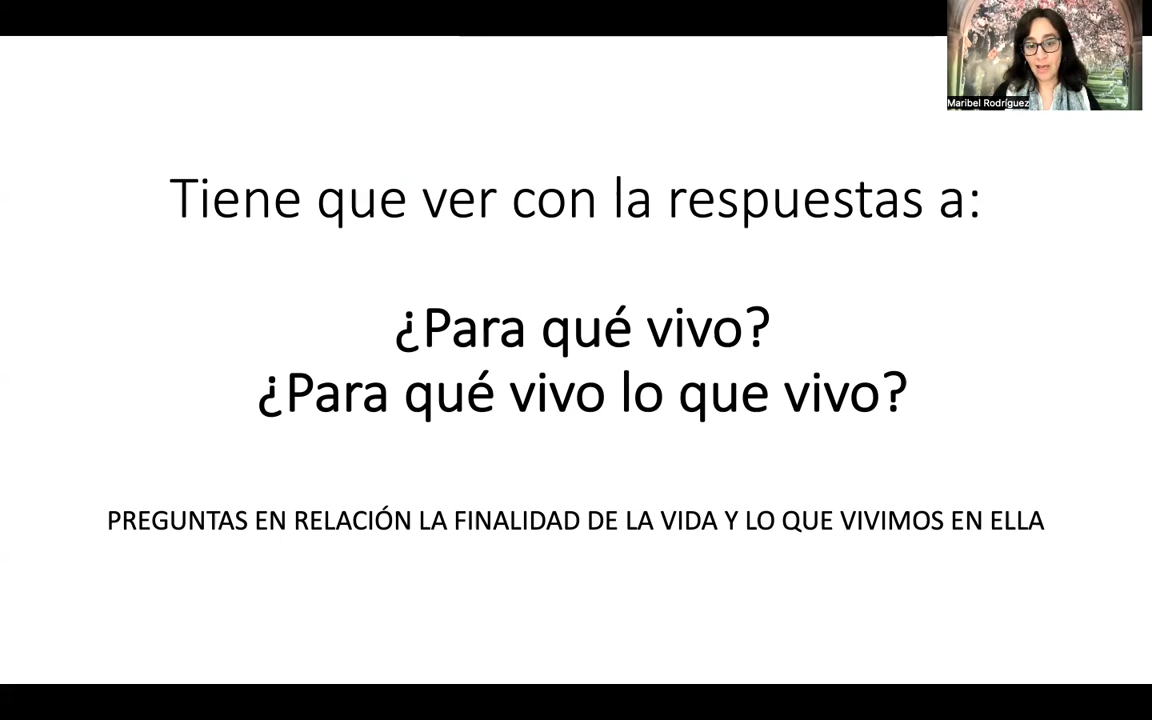 Maribel Rodríguez
Tiene que ver con la respuestas a:
¿Para qué vivo?
¿Para qué vivo lo que vivo?
PREGUNTAS EN RELACIÓN LA FINALIDAD DE LA VIDA Y LO QUE VIVIMOS EN ELLA